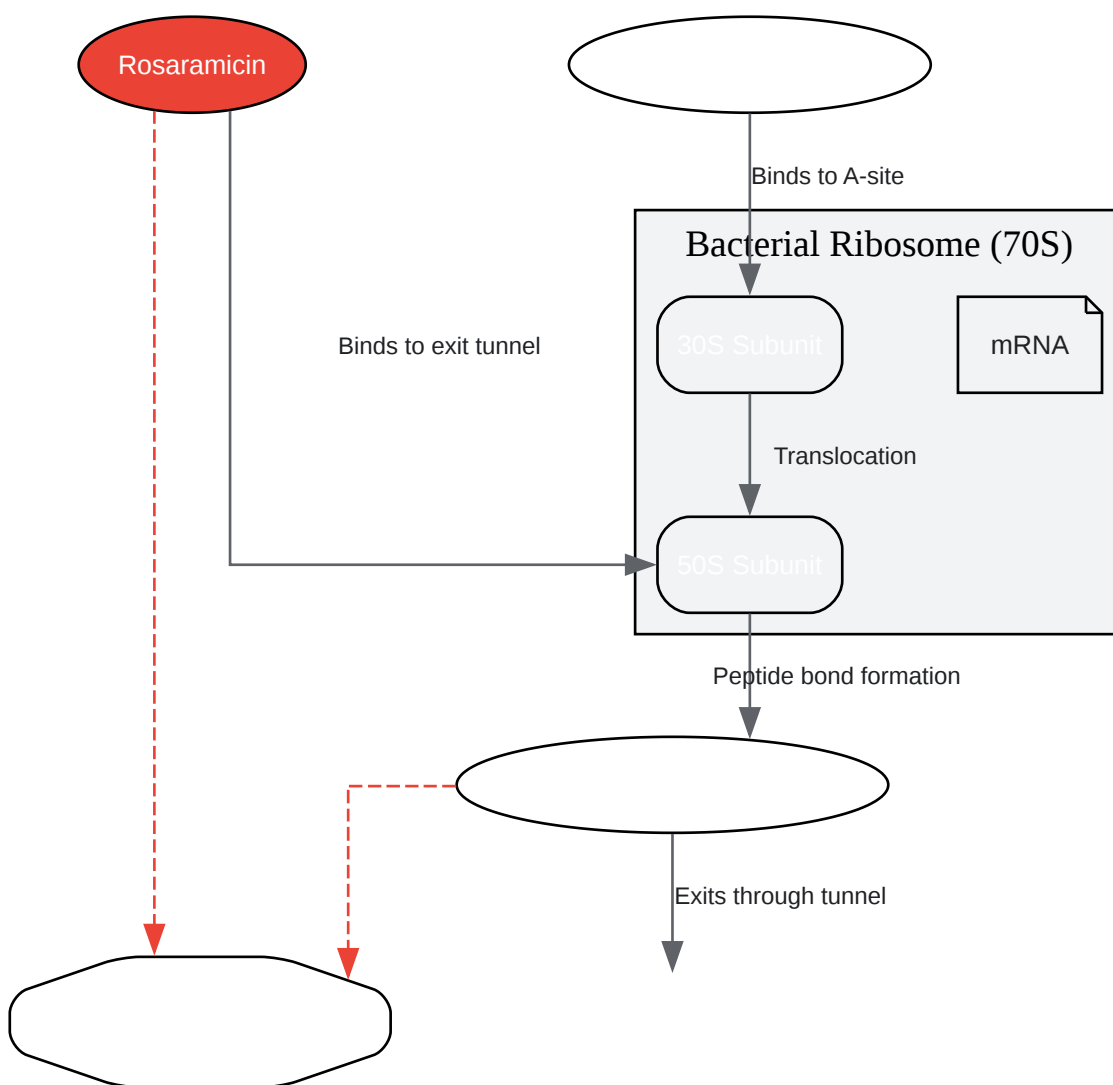 Rosaramicin
Binds to A-site
Bacterial Ribosome (70S)
30S Subunit
mRNA
Binds to exit tunnel
Translocation
50S Subunit
Peptide bond formation
Exits through tunnel